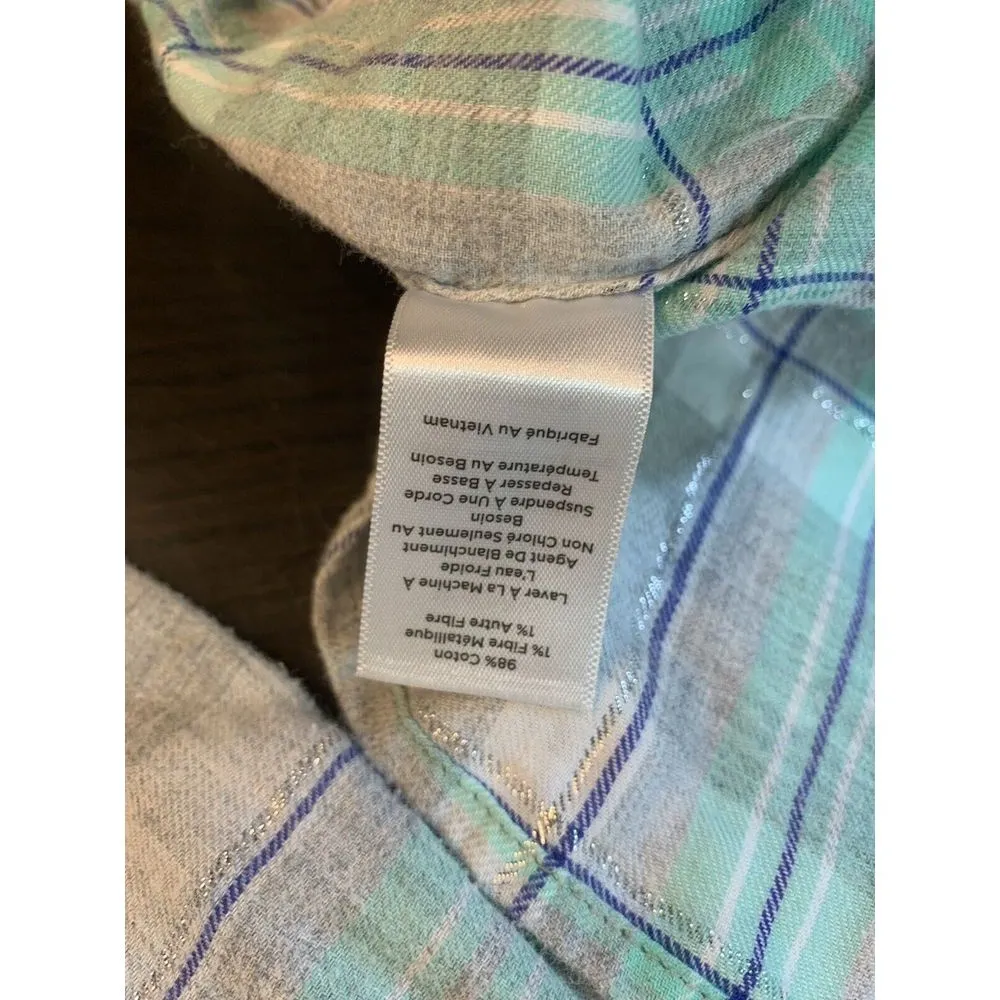 98% Coton
1% Fibre Métallique
1% Autre Fibre
Laver À La Machine À
L'eau Froide
Agent De Blanchiment
Non Chloré Seulement Au
Besoin
Suspendre À Une Corde
Repasser À Basse
Température Au Besoin
Fabriqué Au Vietnam